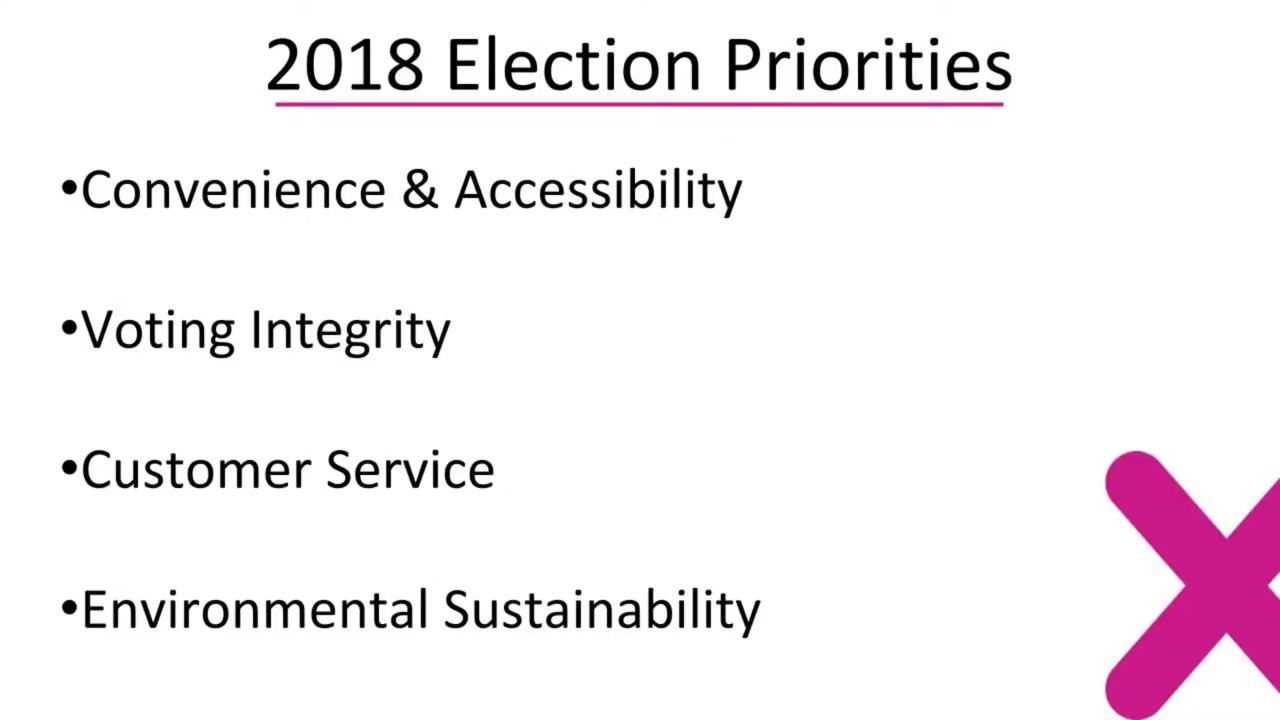 2018 Election Priorities
•Convenience & Accessibility
•Voting Integrity
•Customer Service
•Environmental Sustainability